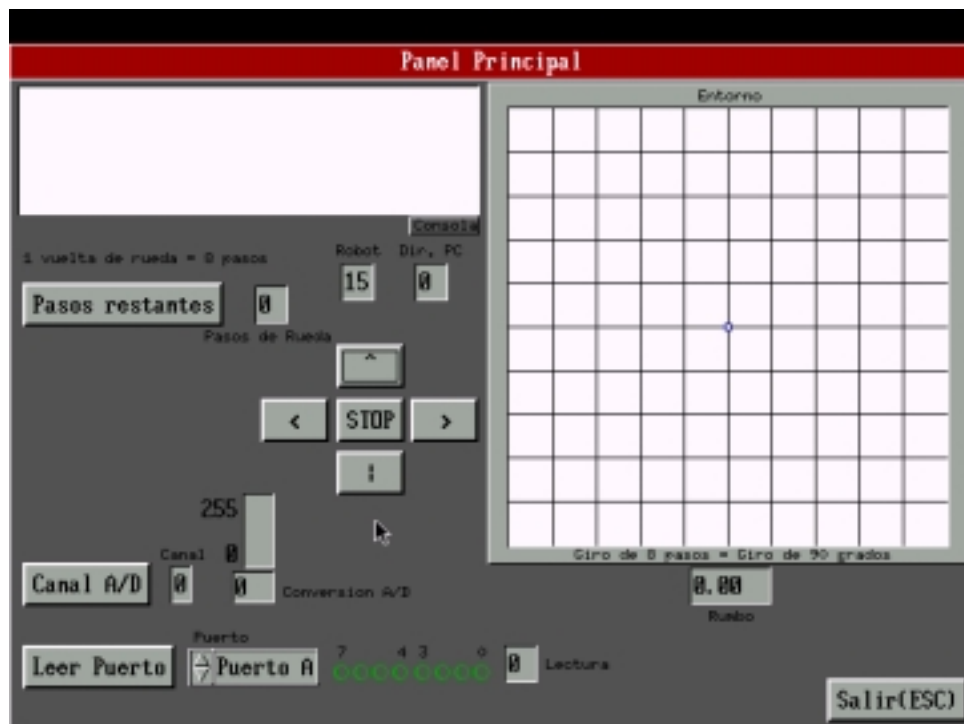 Panel Principal
Entorno
Consola
1 vuelta de rueda = 8 pasos
Robot
Dir. PC
15
0
Pasos restantes
0
Pasos de Rueda
^
<
STOP
>
255
0
Canal
Canal A/D
0
0
Conversion A/D
Giro de 8 pasos = Giro de 90 grados
0.00
Rumbo
Puerto
Leer Puerto
Puerto A
7 4 3 0
0
Lectura
Salir(ESC)